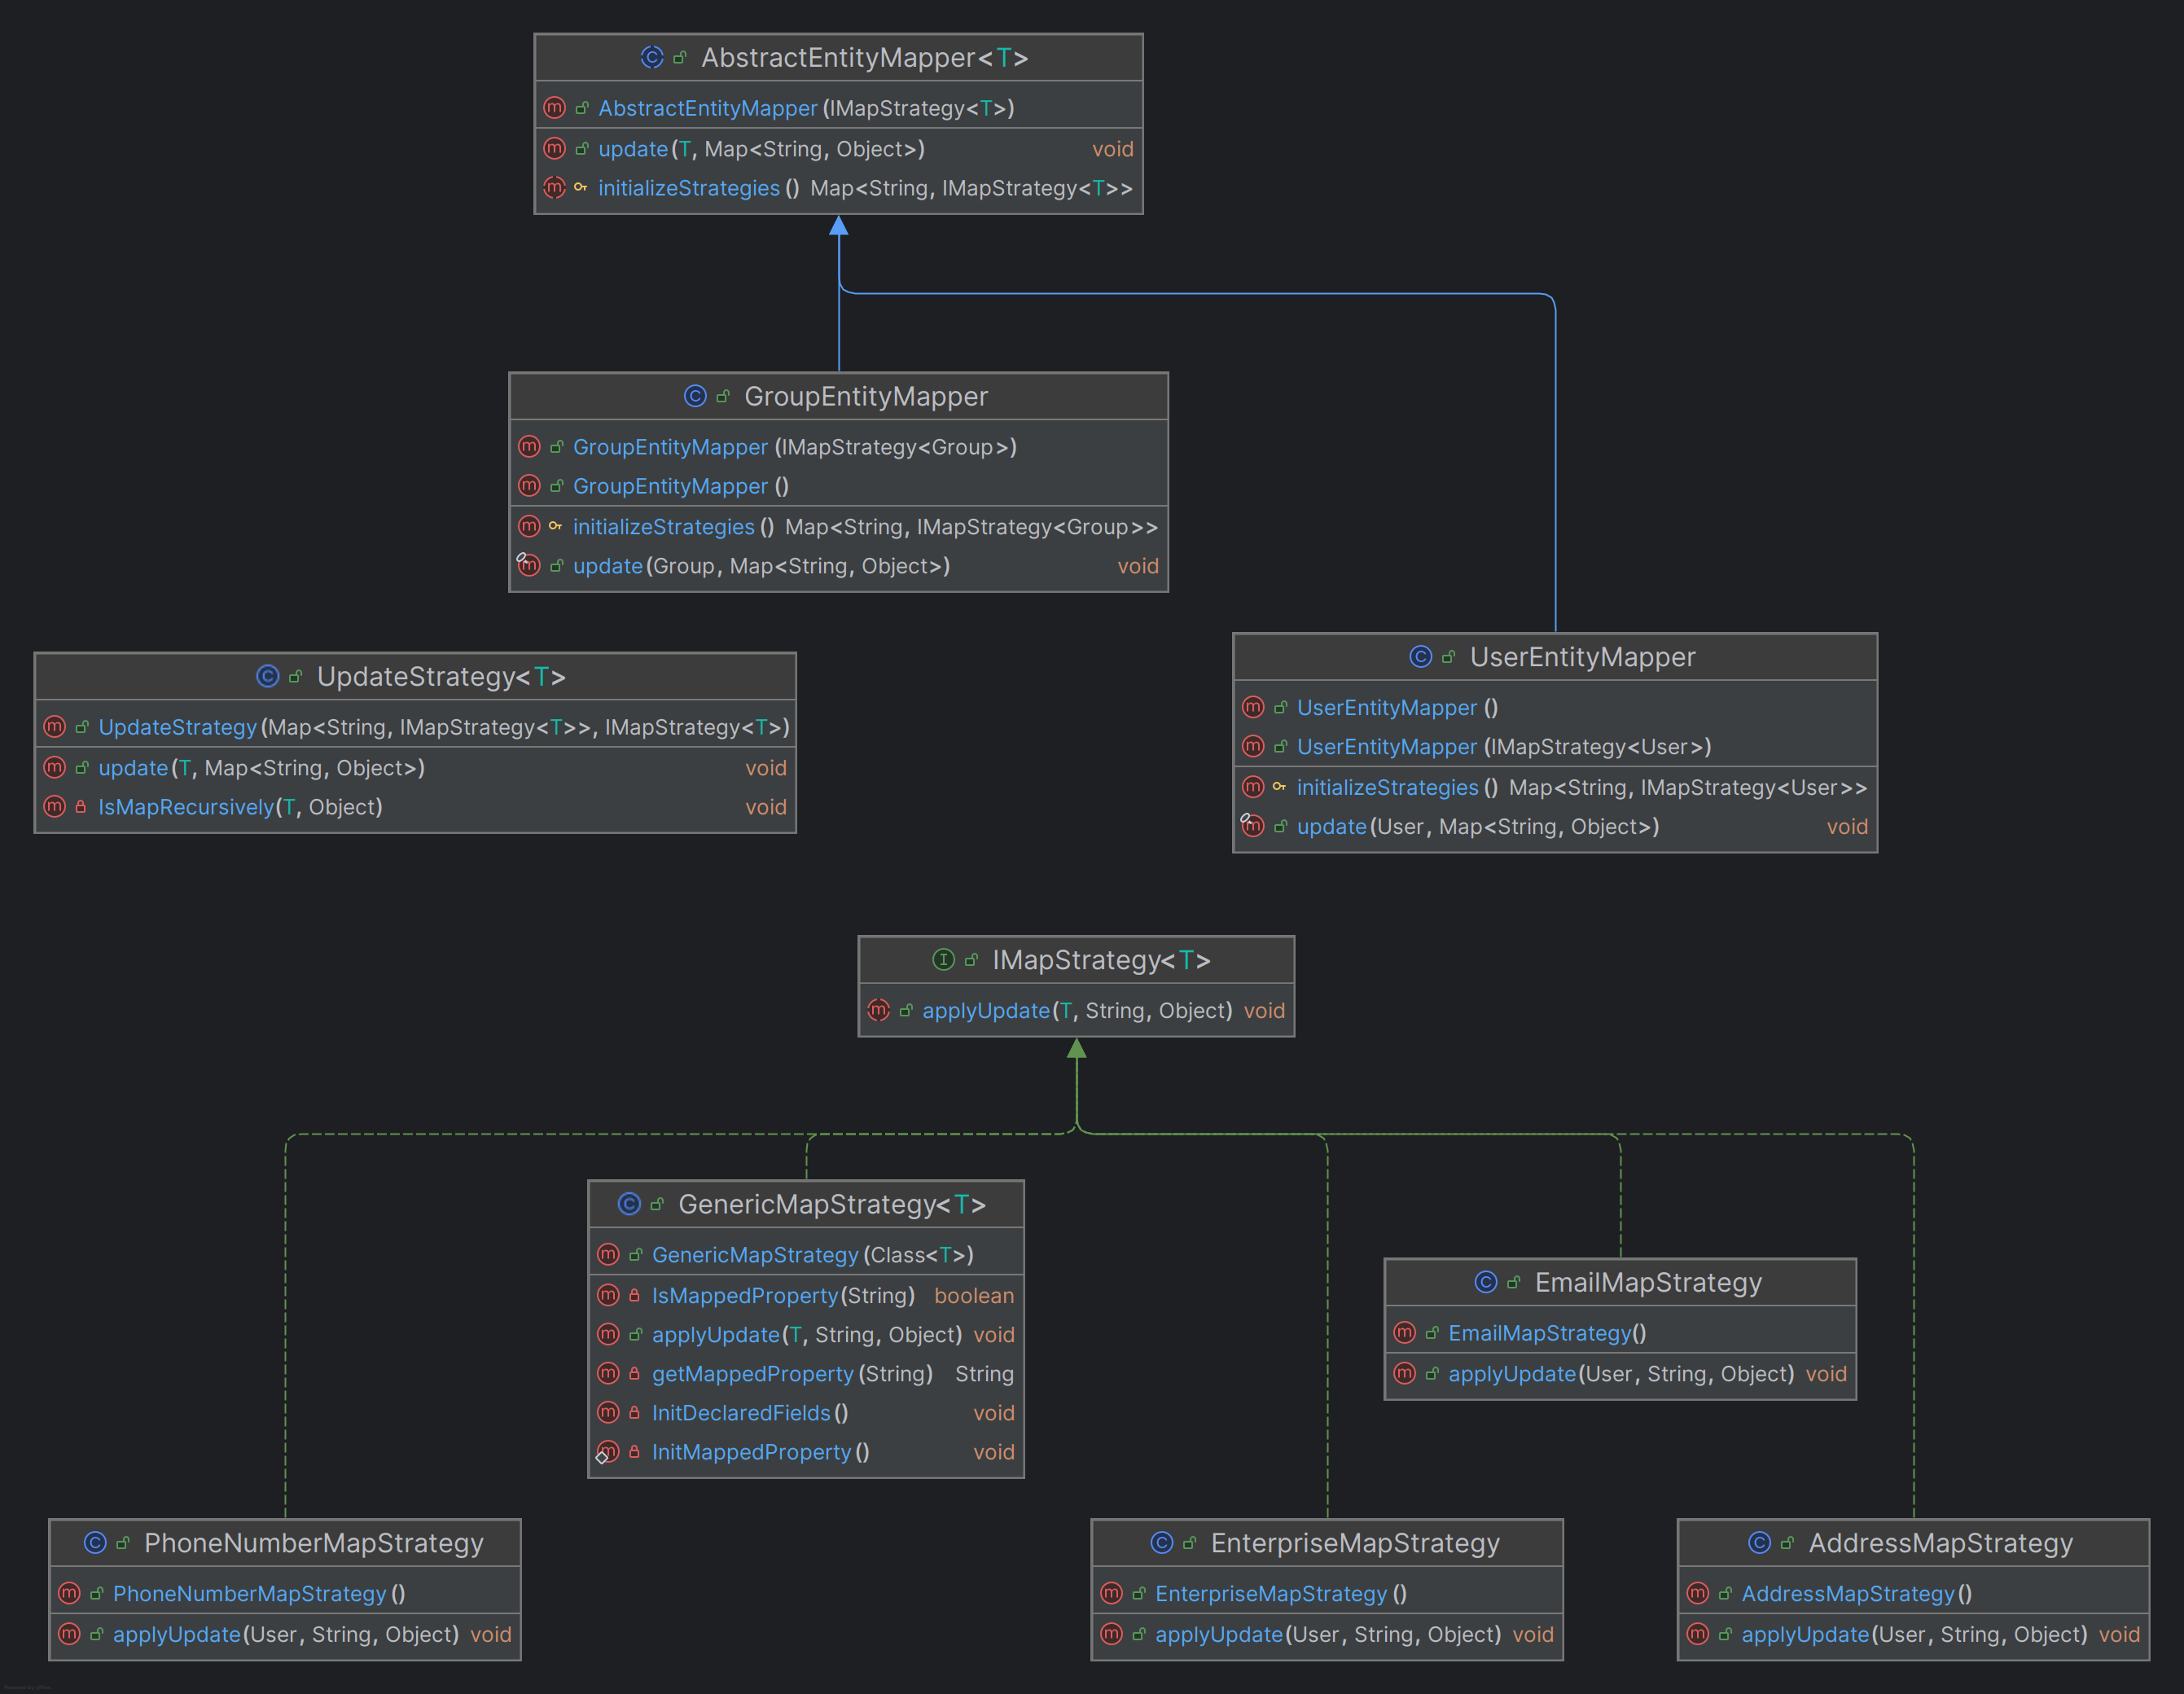 AbstractEntityMapper<T>
AbstractEntityMapper(IMapStrategy<T>)
update(T, Map<String, Object>) void
initializeStrategies() Map<String, IMapStrategy<T>>
GroupEntityMapper
GroupEntityMapper(IMapStrategy<Group>)
GroupEntityMapper()
initializeStrategies() Map<String, IMapStrategy<Group>>
update(Group, Map<String, Object>) void
UpdateStrategy<T>
UpdateStrategy(Map<String, IMapStrategy<T>>, IMapStrategy<T>)
update(T, Map<String, Object>) void
IsMapRecursively(T, Object) void
UserEntityMapper
UserEntityMapper()
UserEntityMapper(IMapStrategy<User>)
initializeStrategies() Map<String, IMapStrategy<User>>
update(User, Map<String, Object>) void
IMapStrategy<T>
applyUpdate(T, String, Object) void
GenericMapStrategy<T>
GenericMapStrategy(Class<T>)
IsMappedProperty(String) boolean
applyUpdate(T, String, Object) void
getMappedProperty(String) String
InitDeclaredFields() void
InitMappedProperty() void
EmailMapStrategy
EmailMapStrategy()
applyUpdate(User, String, Object) void
PhoneNumberMapStrategy
PhoneNumberMapStrategy()
applyUpdate(User, String, Object) void
EnterpriseMapStrategy
EnterpriseMapStrategy()
applyUpdate(User, String, Object) void
AddressMapStrategy
AddressMapStrategy()
applyUpdate(User, String, Object) void